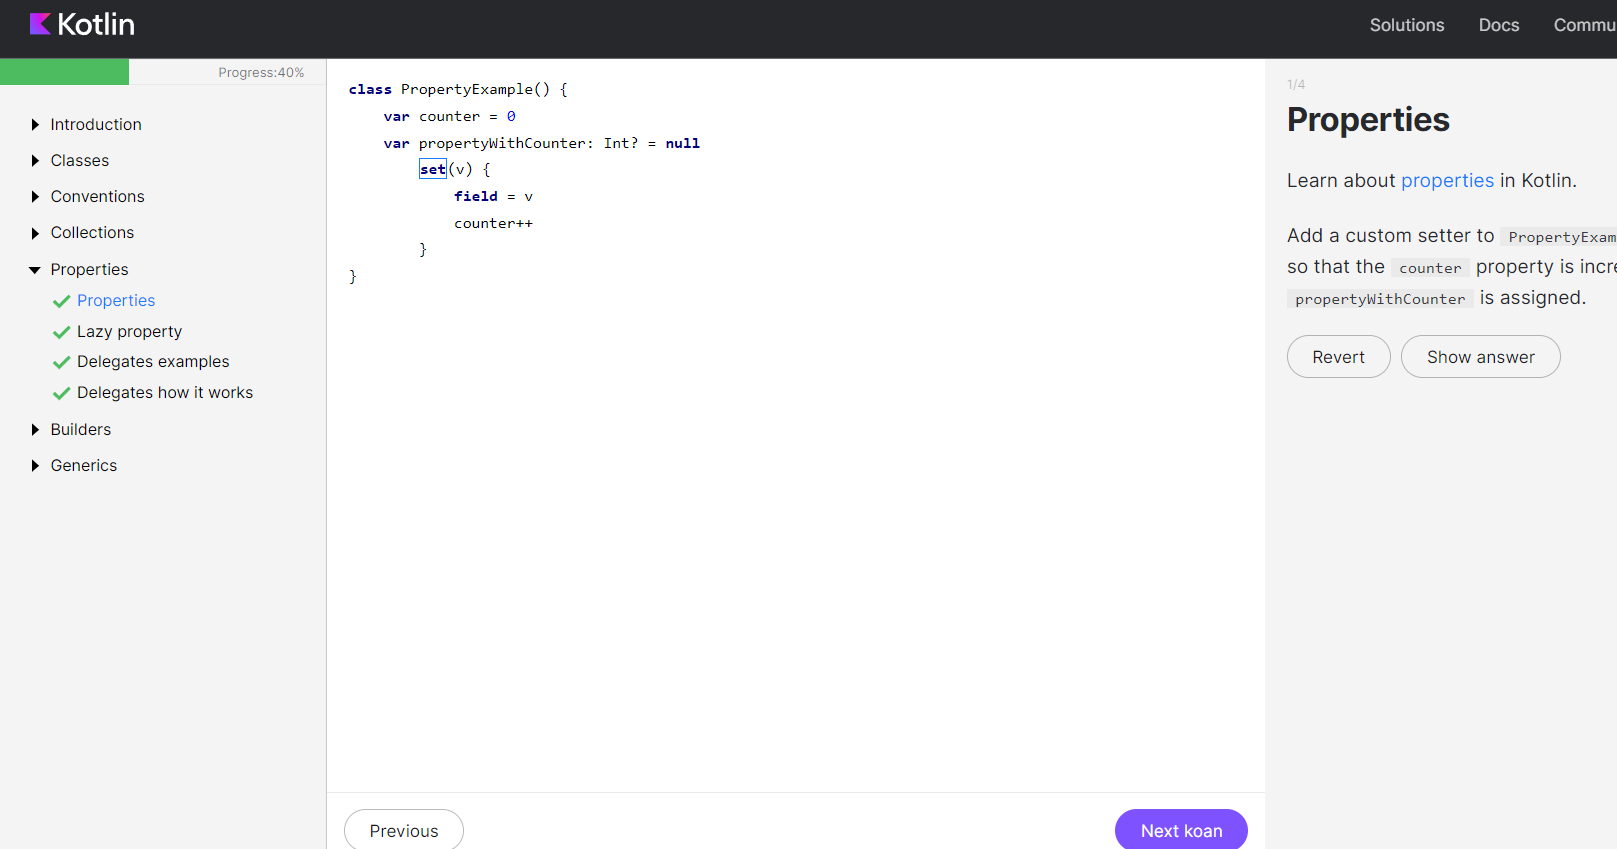 Kotlin
Solutions Docs Commu
Progress:40%
Introduction
Classes
Conventions
Collections
Properties
Properties
Lazy property
Delegates examples
Delegates how it works
Builders
Generics
class PropertyExample() {
    var counter = 0
    var propertyWithCounter: Int? = null
        set(v) {
            field = v
            counter++
        }
}
Previous
Next koan
1/4
Properties
Learn about properties in Kotlin.
Add a custom setter to PropertyExam
so that the counter property is incre
propertyWithCounter is assigned.
Revert
Show answer